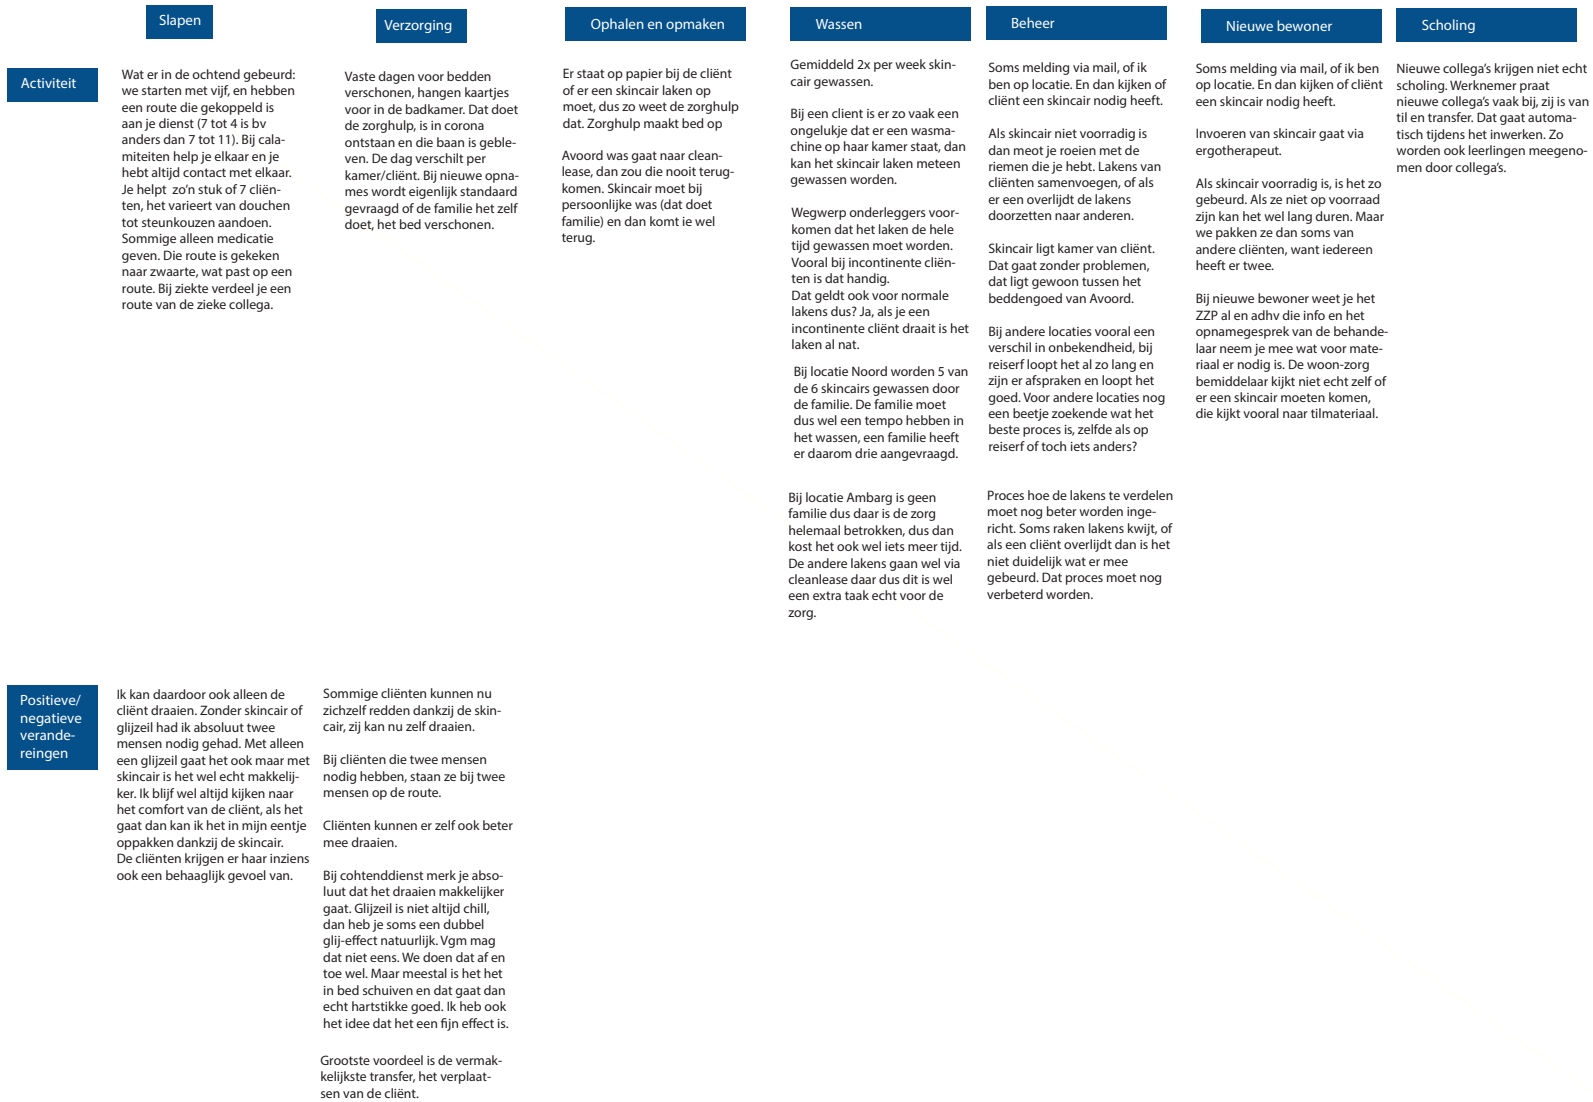 Slapen
Verzorging
Ophalen en opmaken
Wassen
Beheer
Nieuwe bewoner
Scholing
Activiteit
Wat er in de ochtend gebeurd:
we starten met vijf, en hebben
een route die gekoppeld is
aan je dienst (7 tot 4 is bv
anders dan 7 tot 11). Bij cala-
miteiten help je elkaar en je
hebt altijd contact met elkaar.
Je helpt  zo'n stuk of 7 cliën-
ten, het varieert van douchen
tot steunkouzen aandoen.
Sommige alleen medicatie
geven. Die route is gekeken
naar zwaarte, wat past op een
route. Bij ziekte verdeel je een
route van de zieke collega.
Vaste dagen voor bedden
verschonen, hangen kaartjes
voor in de badkamer. Dat doet
de zorghulp, is in corona
ontstaan en die baan is geble-
ven. De dag verschilt per
kamer/cliënt. Bij nieuwe opna-
mes wordt eigenlijk standaard
gevraagd of de familie het zelf
doet, het bed verschonen.
Er staat op papier bij de cliënt
of er een skincair laken op
moet, dus zo weet de zorghulp
dat. Zorghulp maakt bed op
Avoord was gaat naar clean-
lease, dan zou die nooit terug-
komen. Skincair moet bij
persoonlijke was (dat doet
familie) en dan komt ie wel
terug.
Gemiddeld 2x per week skin-
cair gewassen.
Bij een client is er zo vaak een
ongelukje dat er een wasma-
chine op haar kamer staat, dan
kan het skincair laken meteen
gewassen worden.
Wegwerp onderleggers voor-
komen dat het laken de hele
tijd gewassen moet worden.
Vooral bij incontinente cliën-
ten is dat handig.
Dat geldt ook voor normale
lakens dus? Ja, als je een
incontinente cliënt draait is het
laken al nat.
Bij locatie Noord worden 5 van
de 6 skincairs gewassen door
de familie. De familie moet
dus wel een tempo hebben in
het wassen, een familie heeft
er daarom drie aangevraagd.
Bij locatie Ambarg is geen
familie dus daar is de zorg
helemaal betrokken, dus dan
kost het ook wel iets meer tijd.
De andere lakens gaan wel via
cleanlease daar dus dit is wel
een extra taak echt voor de
zorg.
Soms melding via mail, of ik
ben op locatie. En dan kijken of
cliënt een skincair nodig heeft.
Als skincair niet voorradig is
dan meot je roeien met de
riemen die je hebt. Lakens van
cliënten samenvoegen, of als
er een overlijdt de lakens
doorzetten naar anderen.
Skincair ligt kamer van cliënt.
Dat gaat zonder problemen,
dat ligt gewoon tussen het
beddengoed van Avoord.
Bij andere locaties vooral een
verschil in onbekendheid, bij
reiserf loopt het al zo lang en
zijn er afspraken en loopt het
goed. Voor andere locaties nog
een beetje zoekende wat het
beste proces is, zelfde als op
reiserf of toch iets anders?
Proces hoe de lakens te verdelen
moet nog beter worden inge-
richt. Soms raken lakens kwijt, of
als een cliënt overlijdt dan is het
niet duidelijk wat er mee
gebeurd. Dat proces moet nog
verbeterd worden.
Soms melding via mail, of ik ben
op locatie. En dan kijken of cliënt
een skincair nodig heeft.
Invoeren van skincair gaat via
ergotherapeut.
Als skincair voorradig is, is het zo
gebeurd. Als ze niet op voorraad
zijn kan het wel lang duren. Maar
we pakken ze dan soms van
andere cliënten, want iedereen
heeft er twee.
Bij nieuwe bewoner weet je het
ZZP al en adhv die info en het
opnamegesprek van de behande-
laar neem je mee wat voor mate-
riaal er nodig is. De woon-zorg
bemiddelaar kijkt niet echt zelf of
er een skincair moeten komen,
die kijkt vooral naar tilmateriaal.
Nieuwe collega's krijgen niet echt
scholing. Werknemer praat
nieuwe collega's vaak bij, zij is van
til en transfer. Dat gaat automa-
tisch tijdens het inwerken. Zo
worden ook leerlingen meegeno-
men door collega's.
Positieve/
negatieve
verande-
reingen
Ik kan daardoor ook alleen de
cliënt draaien. Zonder skincair of
glijzeil had ik absoluut twee
mensen nodig gehad. Met alleen
een glijzeil gaat het ook maar met
skincair is het wel echt makkelij-
ker. Ik blijf wel altijd kijken naar
het comfort van de cliënt, als het
gaat dan kan ik het in mijn eentje
oppakken dankzij de skincair.
De cliënten krijgen er haar inziens
ook een behaaglijk gevoel van.
Sommige cliënten kunnen nu
zichzelf redden dankzij de skin-
cair, zij kan nu zelf draaien.
Bij cliënten die twee mensen
nodig hebben, staan ze bij twee
mensen op de route.
Cliënten kunnen er zelf ook beter
mee draaien.
Bij cohtenddienst merk je abso-
luut dat het draaien makkelijker
gaat. Glijzeil is niet altijd chill,
dan heb je soms een dubbel
glij-effect natuurlijk. Vgm mag
dat niet eens. We doen dat af en
toe wel. Maar meestal is het het
in bed schuiven en dat gaat dan
echt hartstikke goed. Ik heb ook
het idee dat het een fijn effect is.
Grootste voordeel is de vermak-
kelijkste transfer, het verplaat-
sen van de cliënt.